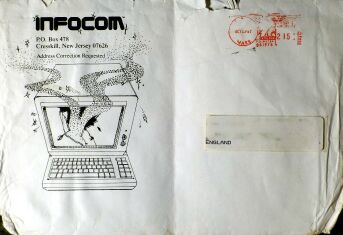 INFOCOM
P.O. Box 478
Cresskill, New Jersey 07626
Address Correction Requested
ENGLAND